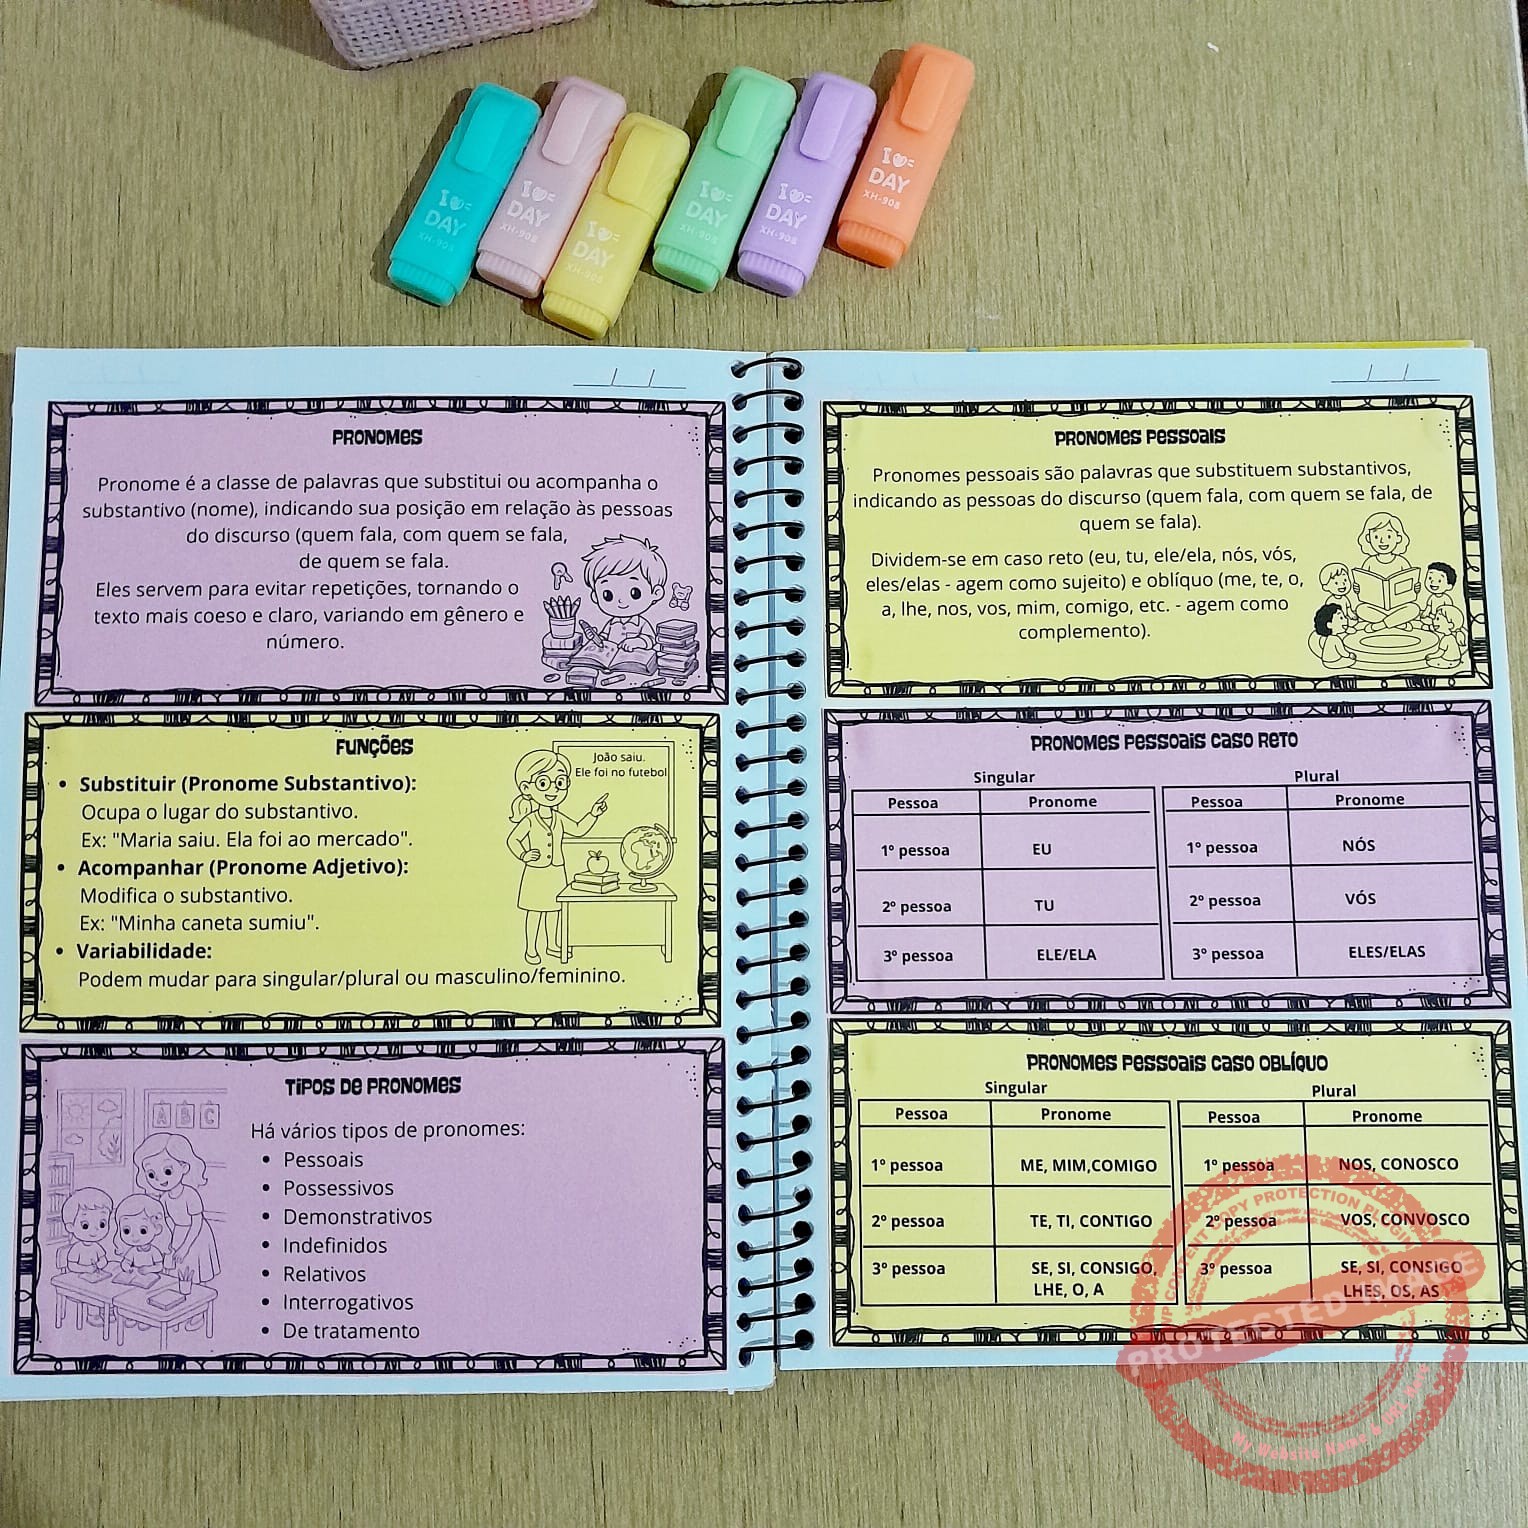 I
DAY
XH-908
I
DAY
XH-908
I
DAY
XH-908
I
DAY
XH-908
I
DAY
XH-908
I
DAY
XH-908
PRONOMES
Pronome é a classe de palavras que substitui ou acompanha o
substantivo (nome), indicando sua posição em relação às pessoas
do discurso (quem fala, com quem se fala,
de quem se fala.
Eles servem para evitar repetições, tornando o
texto mais coeso e claro, variando em gênero e
número.
FUNÇÕES
• Substituir (Pronome Substantivo):
Ocupa o lugar do substantivo.
Ex: "Maria saiu. Ela foi ao mercado".
• Acompanhar (Pronome Adjetivo):
Modifica o substantivo.
Ex: "Minha caneta sumiu".
• Variabilidade:
Podem mudar para singular/plural ou masculino/feminino.
João saiu.
Ele foi no futebol
TIPOS DE PRONOMES
A B C
Há vários tipos de pronomes:
• Pessoais
• Possessivos
• Demonstrativos
• Indefinidos
• Relativos
• Interrogativos
• De tratamento
PRONOMES PESSOAIS
Pronomes pessoais são palavras que substituem substantivos,
indicando as pessoas do discurso (quem fala, com quem se fala, de
quem se fala).
Dividem-se em caso reto (eu, tu, ele/ela, nós, vós,
eles/elas - agem como sujeito) e oblíquo (me, te, o,
a, lhe, nos, vos, mim, comigo, etc. - agem como
complemento).
PRONOMES PESSOAIS CASO RETO
Singular Plural
Pessoa Pronome Pessoa Pronome
1º pessoa EU 1º pessoa NÓS
2º pessoa TU 2º pessoa VÓS
3º pessoa ELE/ELA 3º pessoa ELES/ELAS
PRONOMES PESSOAIS CASO OBLÍQUO
Singular Plural
Pessoa Pronome Pessoa Pronome
1º pessoa ME, MIM,COMIGO 1º pessoa NOS, CONOSCO
2º pessoa TE, TI, CONTIGO 2º pessoa VOS, CONVOSCO
3º pessoa SE, SI, CONSIGO, 3º pessoa SE, SI, CONSIGO
LHE, O, A LHES, OS, AS
WP CONTENT COPY PROTECTION PLUGIN
PROTECTED IMAGE
My Website Name & URL Here